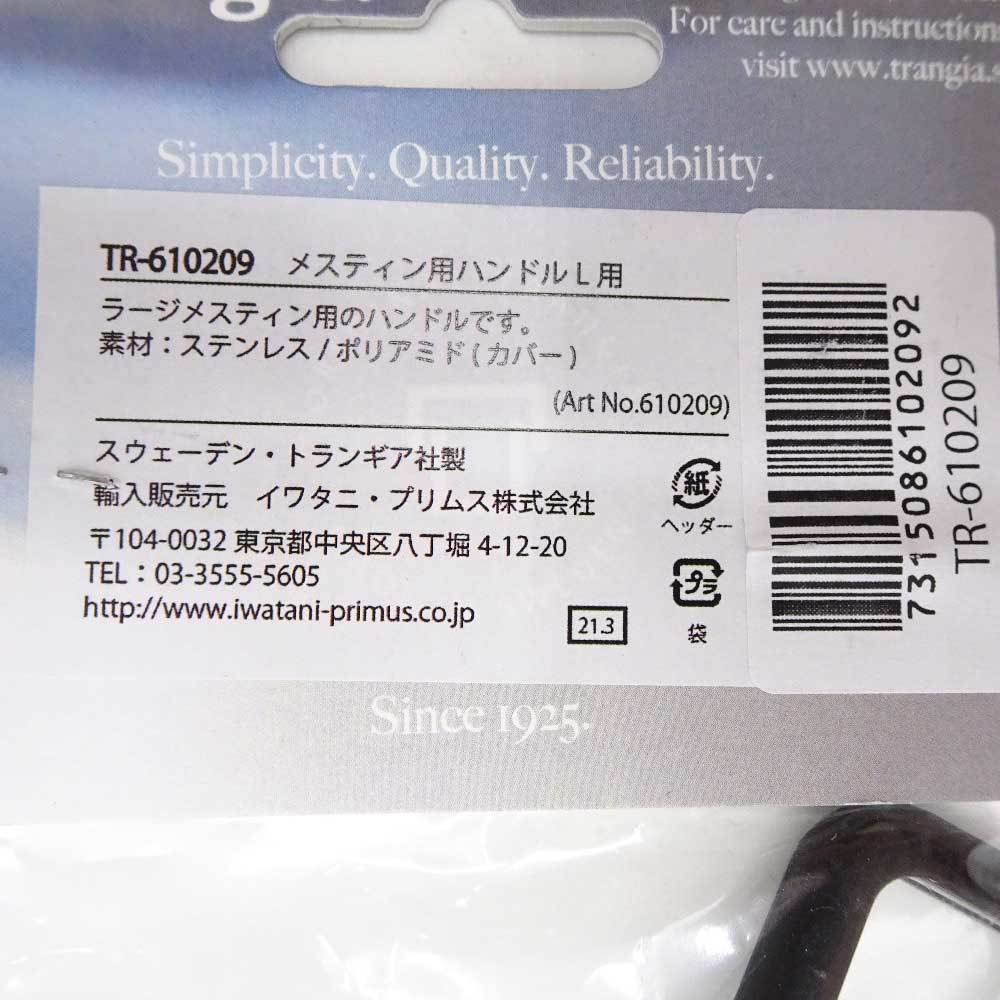 For care and instruction
visit www.trangia.s
Simplicity. Quality. Reliability.
TR-610209 メスティン用ハンドルL用
ラージメスティン用のハンドルです。
素材：ステンレス/ポリアミド(カバー)
(Art No.610209)
スウェーデン・トランギア社製
輸入販売元 イワタニ・プリムス株式会社
〒104-0032 東京都中央区八丁堀 4-12-20
TEL：03-3555-5605
http://www.iwatani-primus.co.jp
21.3
紙
ヘッダー
プラ
袋
7315086102092
TR-610209
Since 1925.